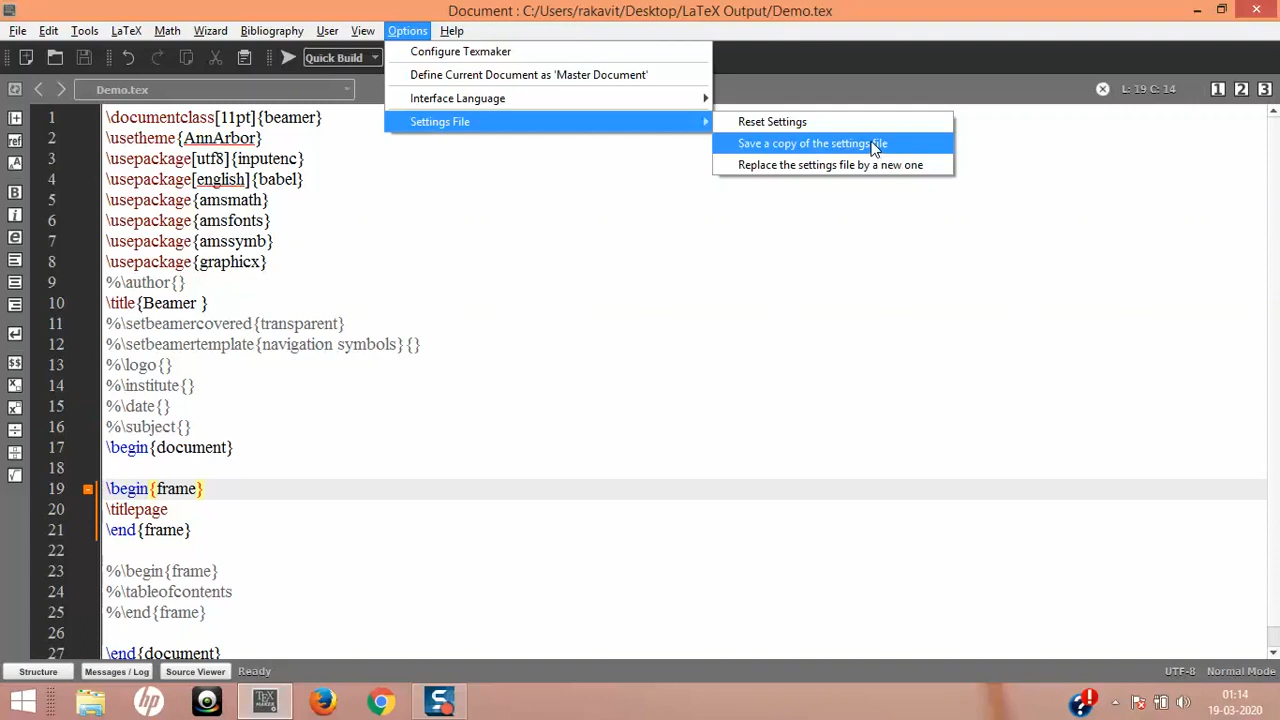 Document : C:/Users/rakavit/Desktop/LaTeX Output/Demo.tex
File Edit Tools LaTeX Math Wizard Bibliography User View Options Help
Quick Build
Configure Texmaker
Define Current Document as 'Master Document'
Interface Language
Settings File
Reset Settings
Save a copy of the settings file
Replace the settings file by a new one
Demo.tex
L: 19 C: 14
1 2 3
1 \documentclass[11pt]{beamer}
2 \usetheme{AnnArbor}
3 \usepackage[utf8]{inputenc}
4 \usepackage[english]{babel}
5 \usepackage{amsmath}
6 \usepackage{amsfonts}
7 \usepackage{amssymb}
8 \usepackage{graphicx}
9 %\author{}
10 \title{Beamer }
11 %\setbeamercovered{transparent}
12 %\setbeamertemplate{navigation symbols}{}
13 %\logo{}
14 %\institute{}
15 %\date{}
16 %\subject{}
17 \begin{document}
18
19 \begin{frame}
20 \titlepage
21 \end{frame}
22
23 %\begin{frame}
24 %\tableofcontents
25 %\end{frame}
26
27 \end{document}
Structure Messages / Log Source Viewer Ready
UTF-8 Normal Mode
01:14
19-03-2020